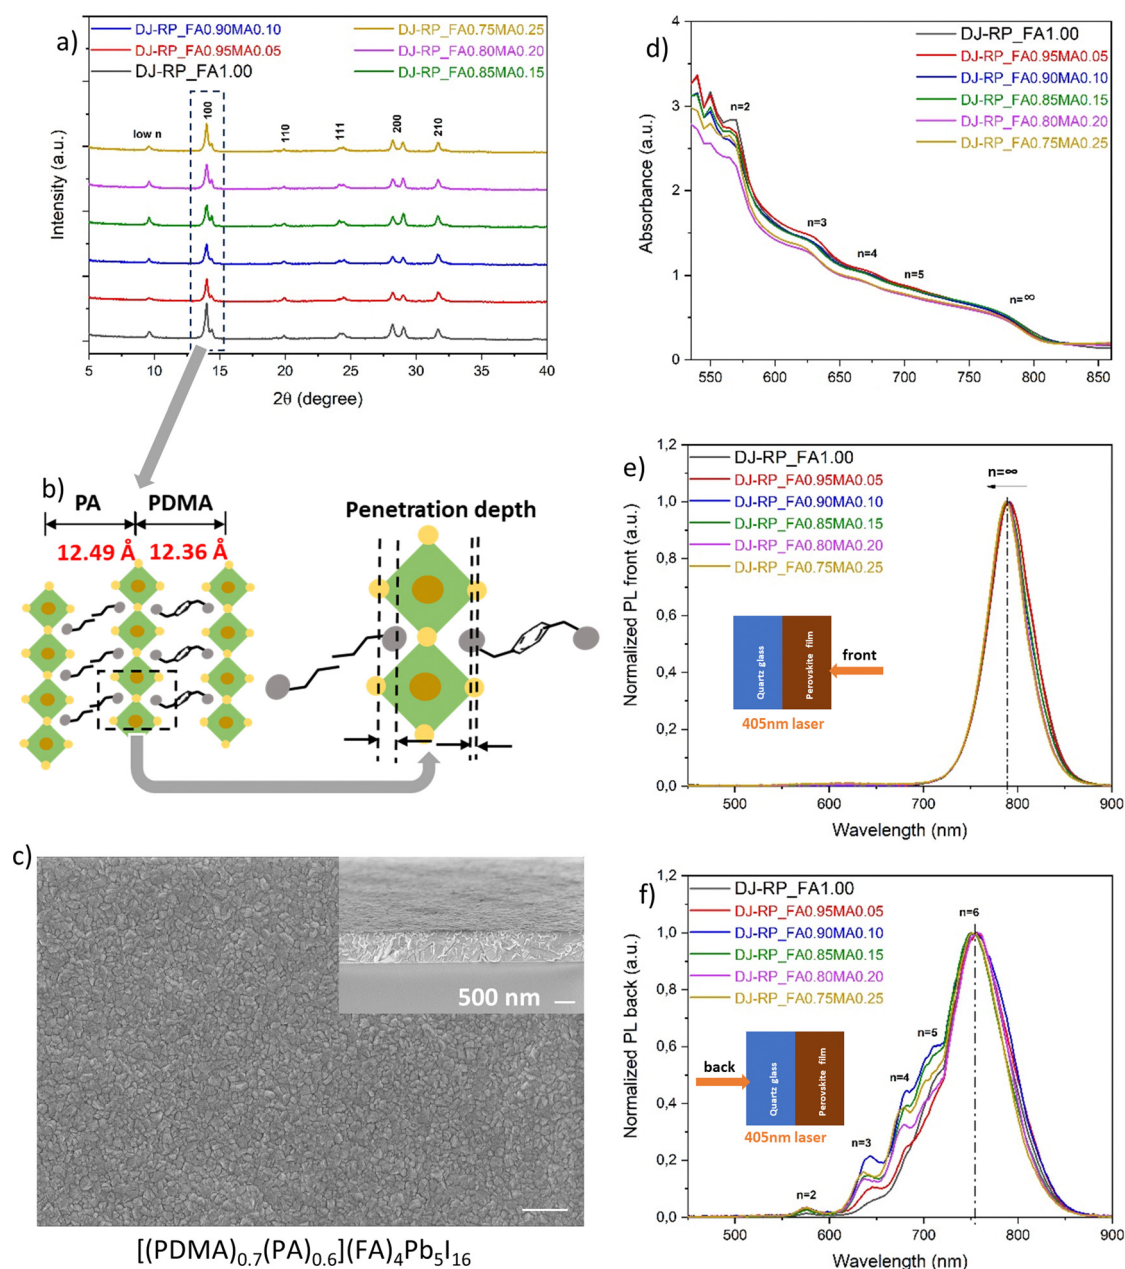 a)
DJ-RP_FA0.90MA0.10
DJ-RP_FA0.95MA0.05
DJ-RP_FA1.00
DJ-RP_FA0.75MA0.25
DJ-RP_FA0.80MA0.20
DJ-RP_FA0.85MA0.15
low n
100
110
111
200
210
Intensity (a.u.)
5 10 15 20 25 30 35 40
2θ (degree)
b)
PA
PDMA
12.49 Å
12.36 Å
Penetration depth
c)
500 nm
[(PDMA)0.7(PA)0.6](FA)4Pb5I16
d)
DJ-RP_FA1.00
DJ-RP_FA0.95MA0.05
DJ-RP_FA0.90MA0.10
DJ-RP_FA0.85MA0.15
DJ-RP_FA0.80MA0.20
DJ-RP_FA0.75MA0.25
n=2
n=3
n=4
n=5
n=∞
Absorbance (a.u.)
4
3
2
1
0
550 600 650 700 750 800 850
e)
DJ-RP_FA1.00
DJ-RP_FA0.95MA0.05
DJ-RP_FA0.90MA0.10
DJ-RP_FA0.85MA0.15
DJ-RP_FA0.80MA0.20
DJ-RP_FA0.75MA0.25
n=∞
Normalized PL front (a.u.)
1,2
1,0
0,8
0,6
0,4
0,2
0,0
Quartz glass
Perovskite film
front
405nm laser
500 600 700 800 900
Wavelength (nm)
f)
DJ-RP_FA1.00
DJ-RP_FA0.95MA0.05
DJ-RP_FA0.90MA0.10
DJ-RP_FA0.85MA0.15
DJ-RP_FA0.80MA0.20
DJ-RP_FA0.75MA0.25
n=6
n=5
n=4
n=3
n=2
Normalized PL back (a.u.)
1,2
1,0
0,8
0,6
0,4
0,2
0,0
back
Quartz glass
Perovskite film
405nm laser
500 600 700 800 900
Wavelength (nm)